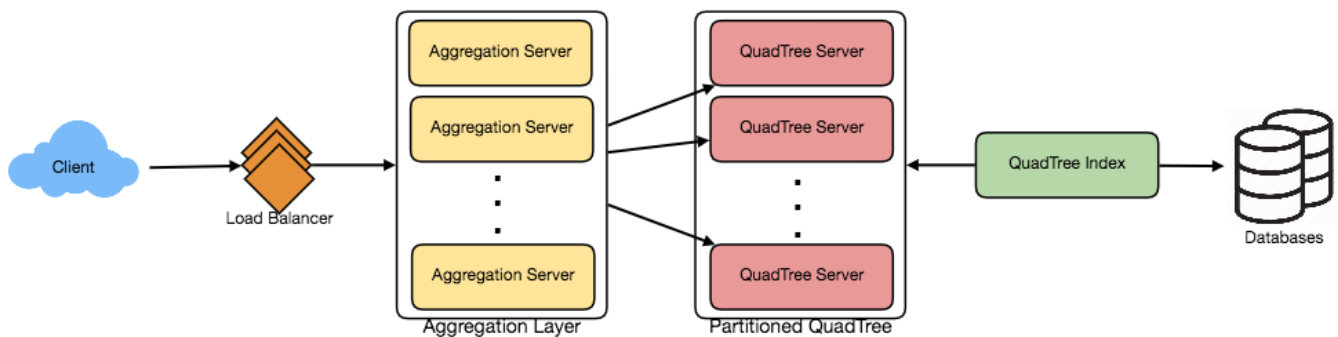 Client
Load Balancer
Aggregation Server
Aggregation Server
Aggregation Server
Aggregation Layer
QuadTree Server
QuadTree Server
QuadTree Server
Partitioned QuadTree
QuadTree Index
Databases